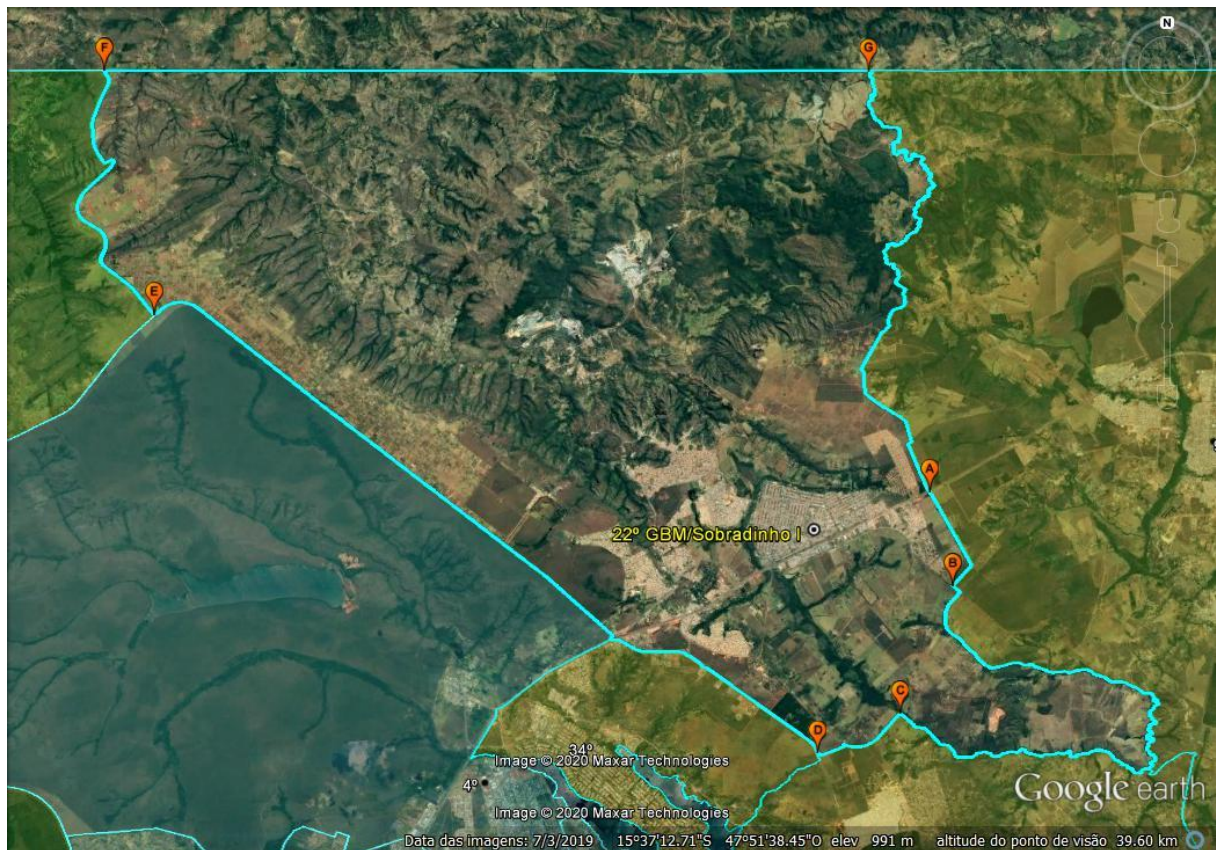 N
F
G
E
A
22º GBM/Sobradinho I
B
C
D
34º
Image © 2020 Maxar Technologies
4º
Image © 2020 Maxar Technologies
Google earth
Data das imagens: 7/3/2019 15º37'12.71"S 47º51'38.45"O elev 991 m altitude do ponto de visão 39.60 km